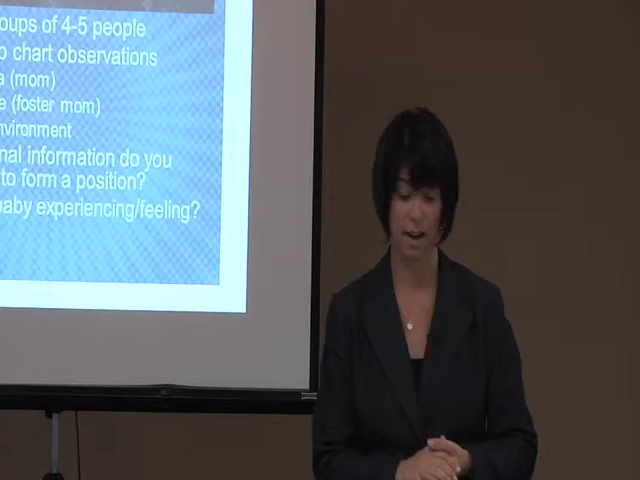 oups of 4-5 people
chart observations
(mom)
(foster mom)
nvironment
nal information do you
to form a position?
baby experiencing/feeling?